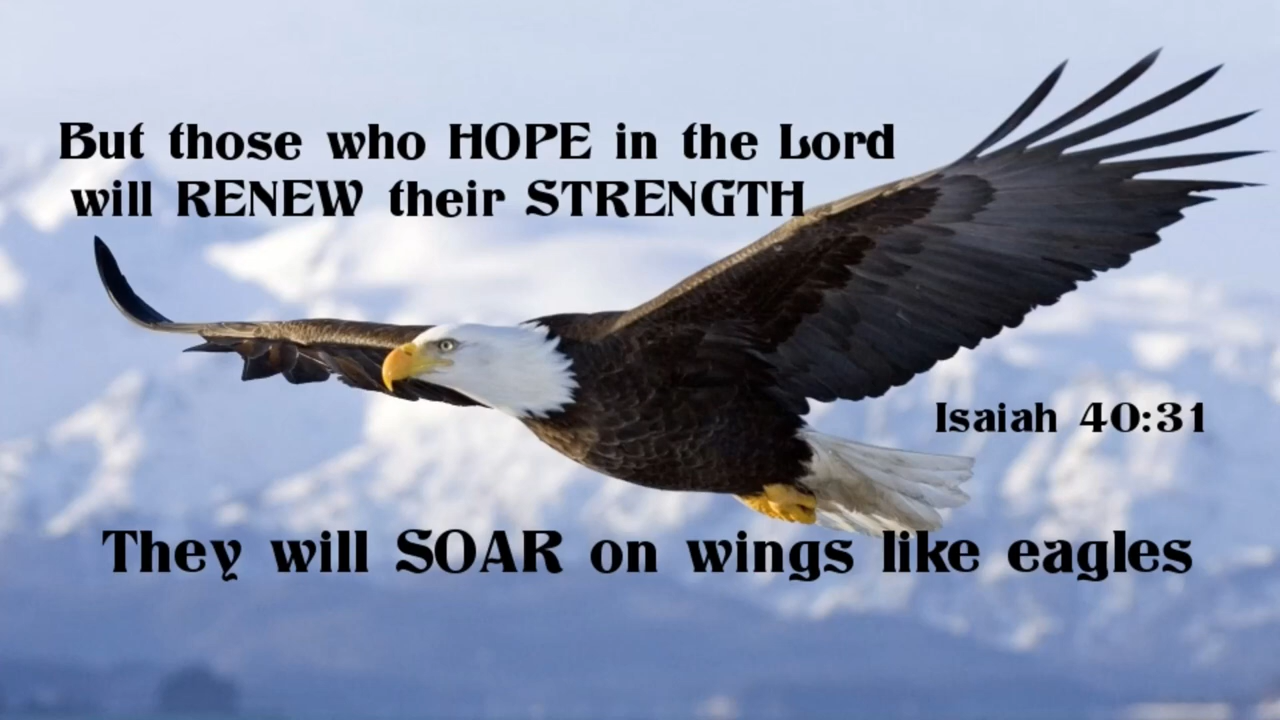 But those who HOPE in the Lord
will RENEW their STRENGTH
Isaiah 40:31
They will SOAR on wings like eagles